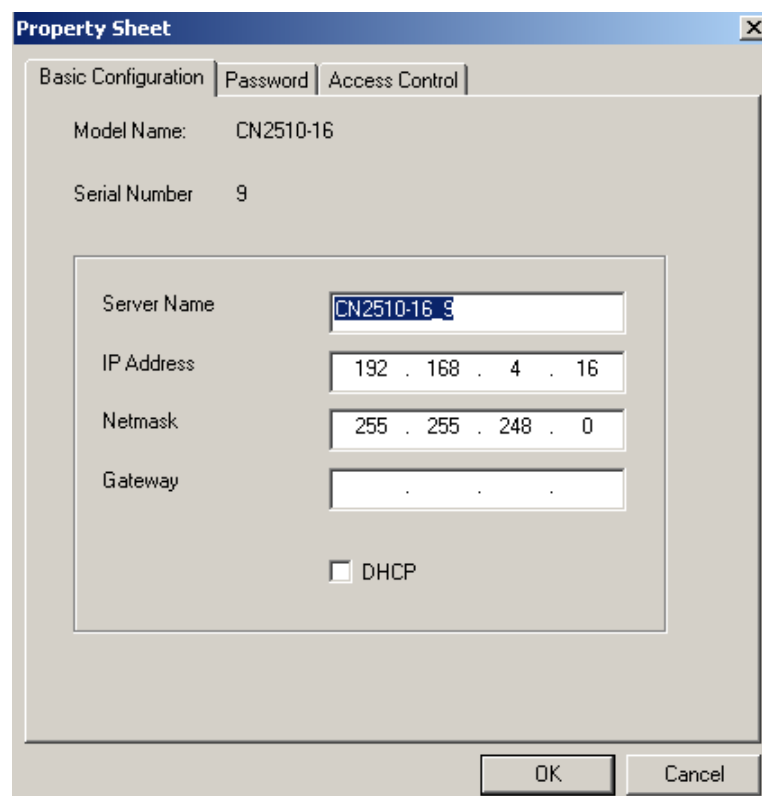 Property Sheet
Basic Configuration Password Access Control
Model Name: CN2510-16
Serial Number 9
Server Name CN2510-16_9
IP Address 192 . 168 . 4 . 16
Netmask 255 . 255 . 248 . 0
Gateway . . .
DHCP
OK Cancel